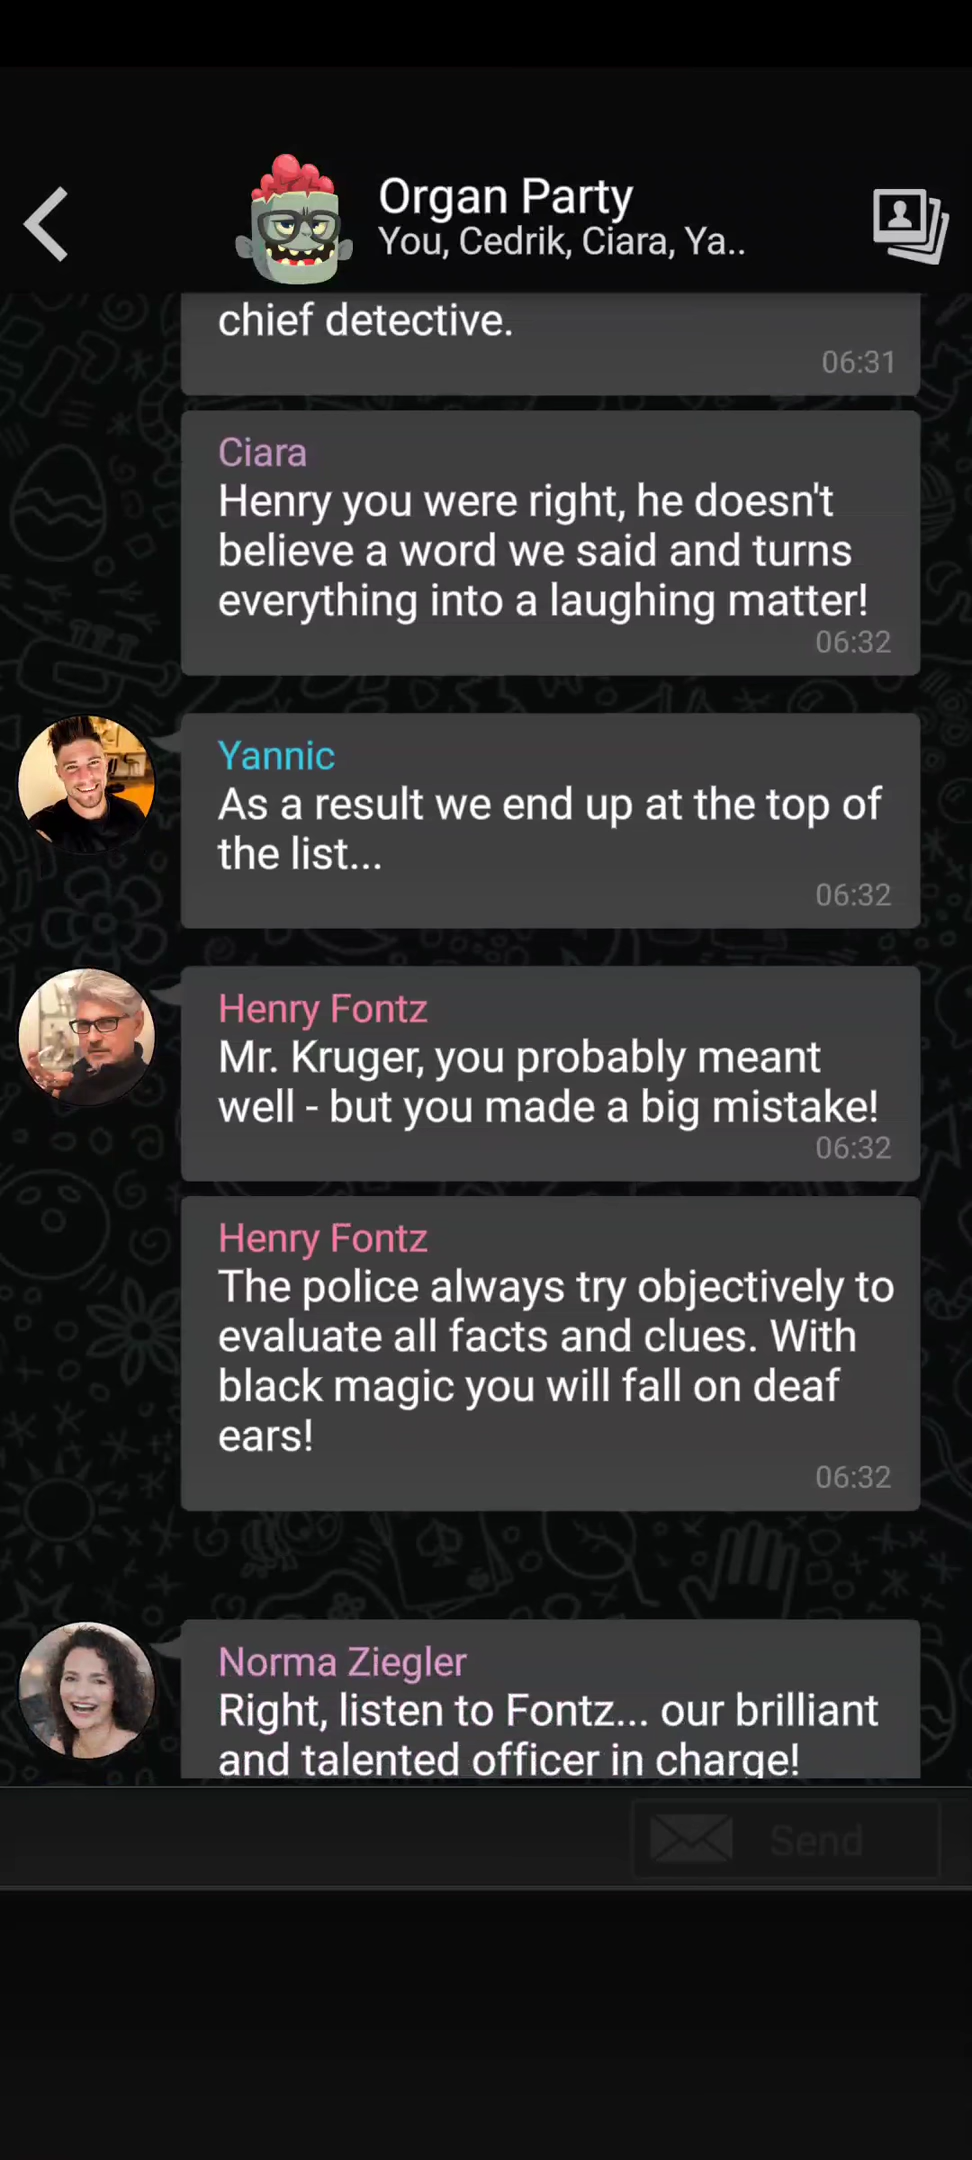 Organ Party
You, Cedrik, Ciara, Ya..
chief detective.
06:31
Ciara
Henry you were right, he doesn't
believe a word we said and turns
everything into a laughing matter!
06:32
Yannic
As a result we end up at the top of
the list...
06:32
Henry Fontz
Mr. Kruger, you probably meant
well - but you made a big mistake!
06:32
Henry Fontz
The police always try objectively to
evaluate all facts and clues. With
black magic you will fall on deaf
ears!
06:32
Norma Ziegler
Right, listen to Fontz... our brilliant
and talented officer in charge!
Send